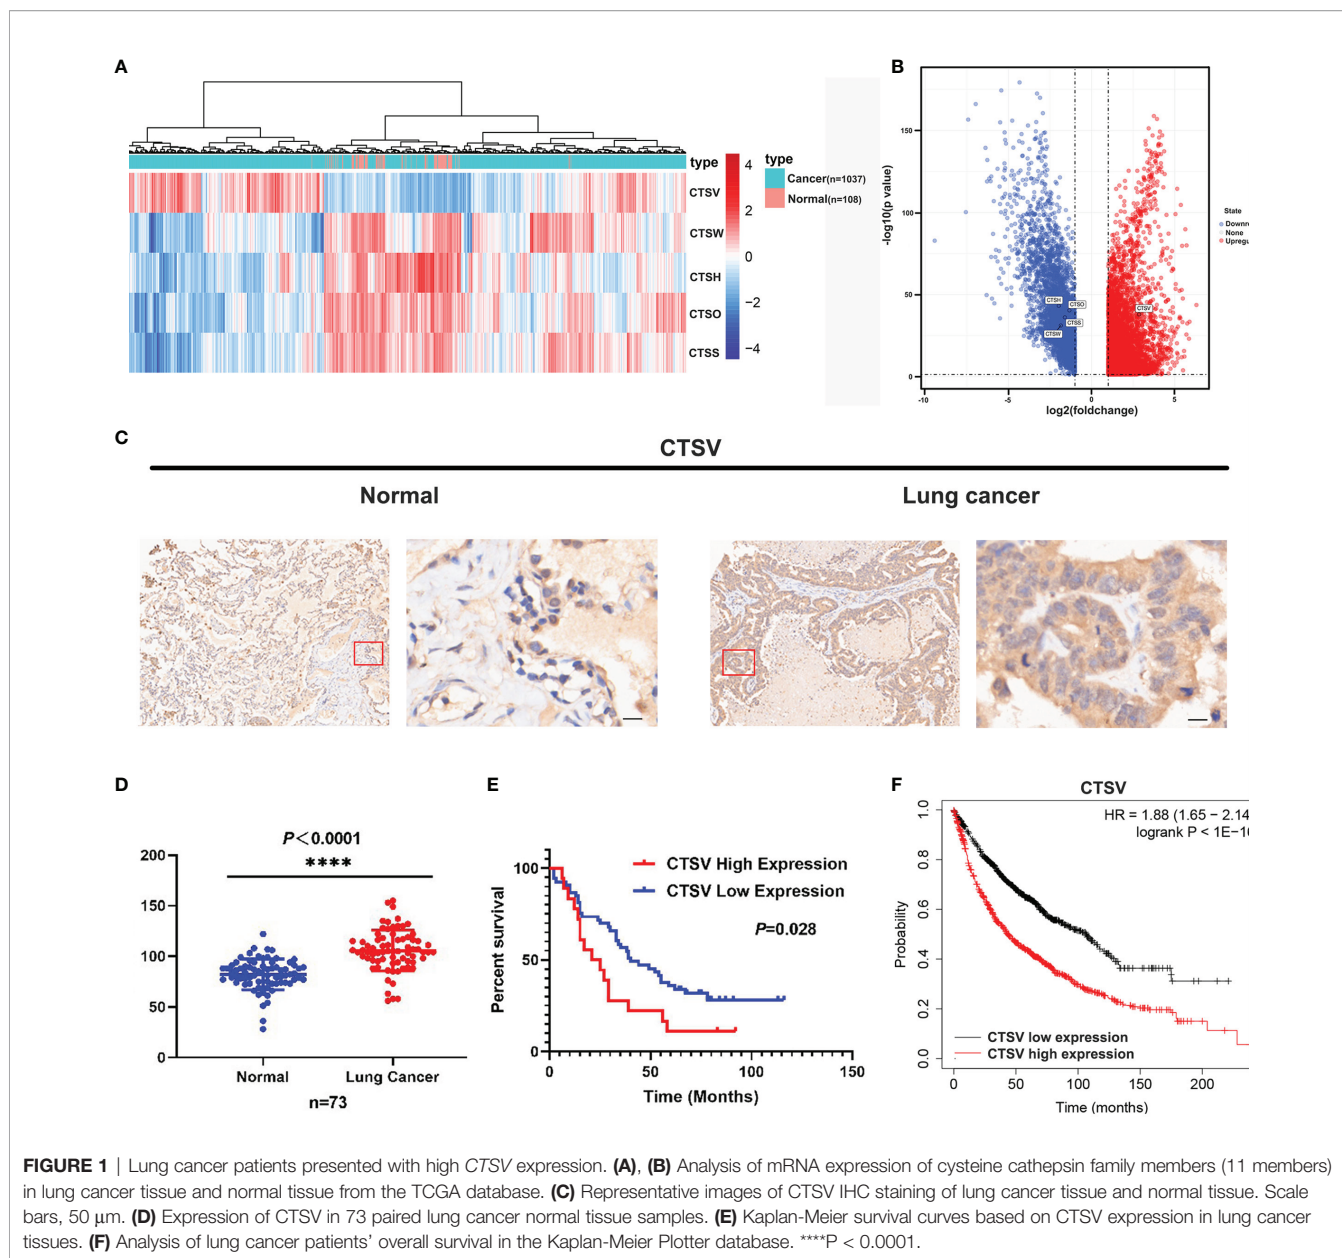 A
type
CTSV
CTSW
CTSH
CTSO
CTSS
4
2
0
−2
−4
type
Cancer(n=1037)
Normal(n=108)
B
-log10(p value)
150
100
50
0
-10
-5
0
5
log2(foldchange)
CTSH
CTSO
CTSS
CTSW
CTSV
State
Downre
None
Upregu
C
CTSV
Normal
Lung cancer
D
P<0.0001
****
200
150
100
50
0
Normal
Lung Cancer
n=73
E
CTSV High Expression
CTSV Low Expression
P=0.028
Percent survival
100
50
0
0
50
100
150
Time (Months)
F
CTSV
HR = 1.88 (1.65 − 2.14
logrank P < 1E−16
Probability
1.0
0.8
0.6
0.4
0.2
0.0
CTSV low expression
CTSV high expression
0
50
100
150
200
Time (months)
FIGURE 1 | Lung cancer patients presented with high CTSV expression. (A), (B) Analysis of mRNA expression of cysteine cathepsin family members (11 members)
in lung cancer tissue and normal tissue from the TCGA database. (C) Representative images of CTSV IHC staining of lung cancer tissue and normal tissue. Scale
bars, 50 μm. (D) Expression of CTSV in 73 paired lung cancer normal tissue samples. (E) Kaplan-Meier survival curves based on CTSV expression in lung cancer
tissues. (F) Analysis of lung cancer patients' overall survival in the Kaplan-Meier Plotter database. ****P < 0.0001.